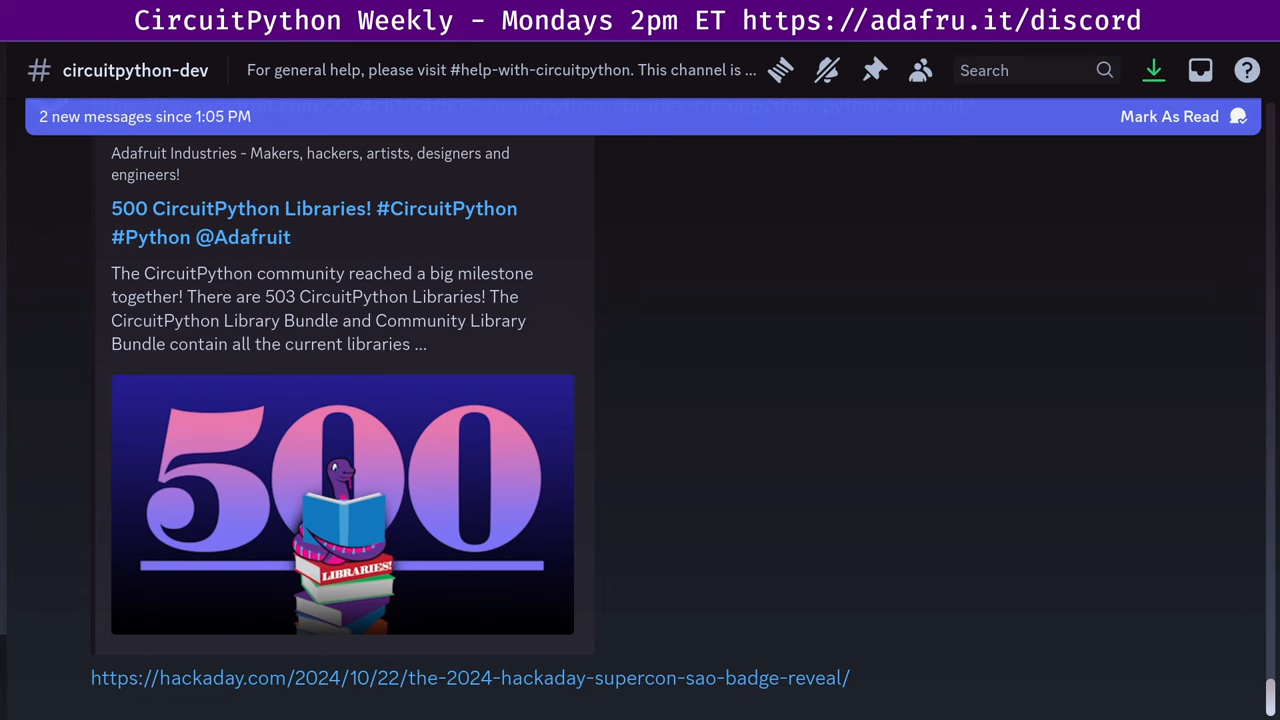 CircuitPython Weekly - Mondays 2pm ET https://adafru.it/discord
# circuitpython-dev
For general help, please visit #help-with-circuitpython. This channel is ...
Search
2 new messages since 1:05 PM
Mark As Read
Adafruit Industries - Makers, hackers, artists, designers and
engineers!
500 CircuitPython Libraries! #CircuitPython
#Python @Adafruit
The CircuitPython community reached a big milestone
together! There are 503 CircuitPython Libraries! The
CircuitPython Library Bundle and Community Library
Bundle contain all the current libraries ...
500
LIBRARIES!
https://hackaday.com/2024/10/22/the-2024-hackaday-supercon-sao-badge-reveal/